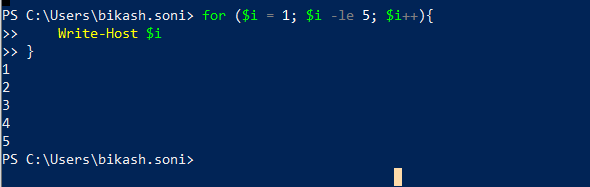 PS C:\Users\bikash.soni> for ($i = 1; $i -le 5; $i++){
>>     Write-Host $i
>> }
1
2
3
4
5
PS C:\Users\bikash.soni>